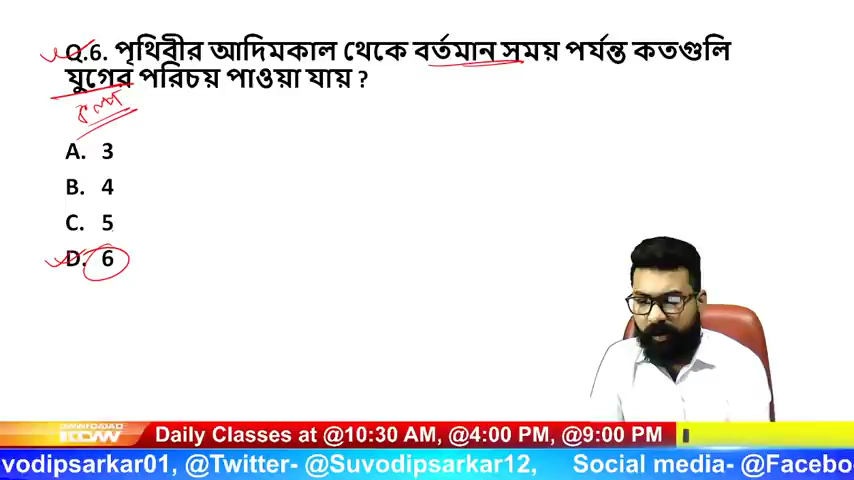 Q.6. পৃথিবীর আদিমকাল থেকে বর্তমান সময় পর্যন্ত কতগুলি
যুগের পরিচয় পাওয়া যায় ?
কল্প
A. 3
B. 4
C. 5
D. 6
Daily Classes at @10:30 AM, @4:00 PM, @9:00 PM
vodipsarkar01, @Twitter- @Suvodipsarkar12, Social media- @Facebo